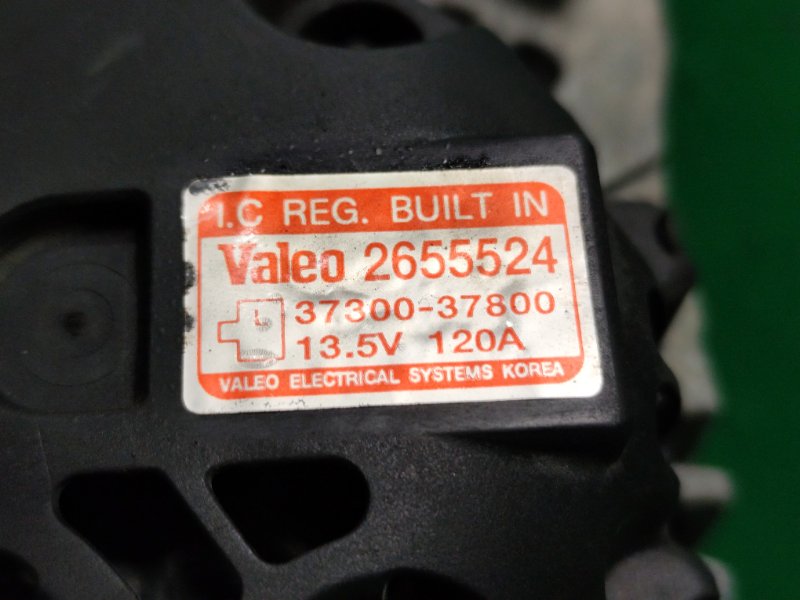 I.C REG. BUILT IN
Valeo 2655524
37300-37800
L
13.5V 120A
VALEO ELECTRICAL SYSTEMS KOREA